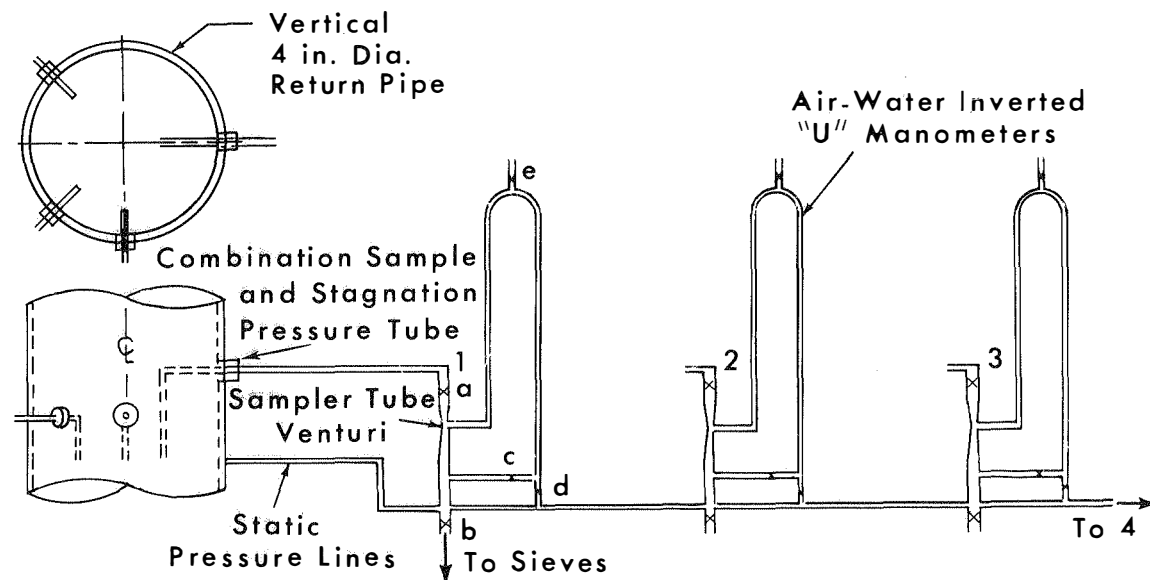 Vertical
4 in. Dia.
Return Pipe
Air-Water Inverted
"U" Manometers
e
Combination Sample
and Stagnation
Pressure Tube
℄
1
2
3
a
Sampler Tube
Venturi
c
d
Static
Pressure Lines
b
To Sieves
To 4